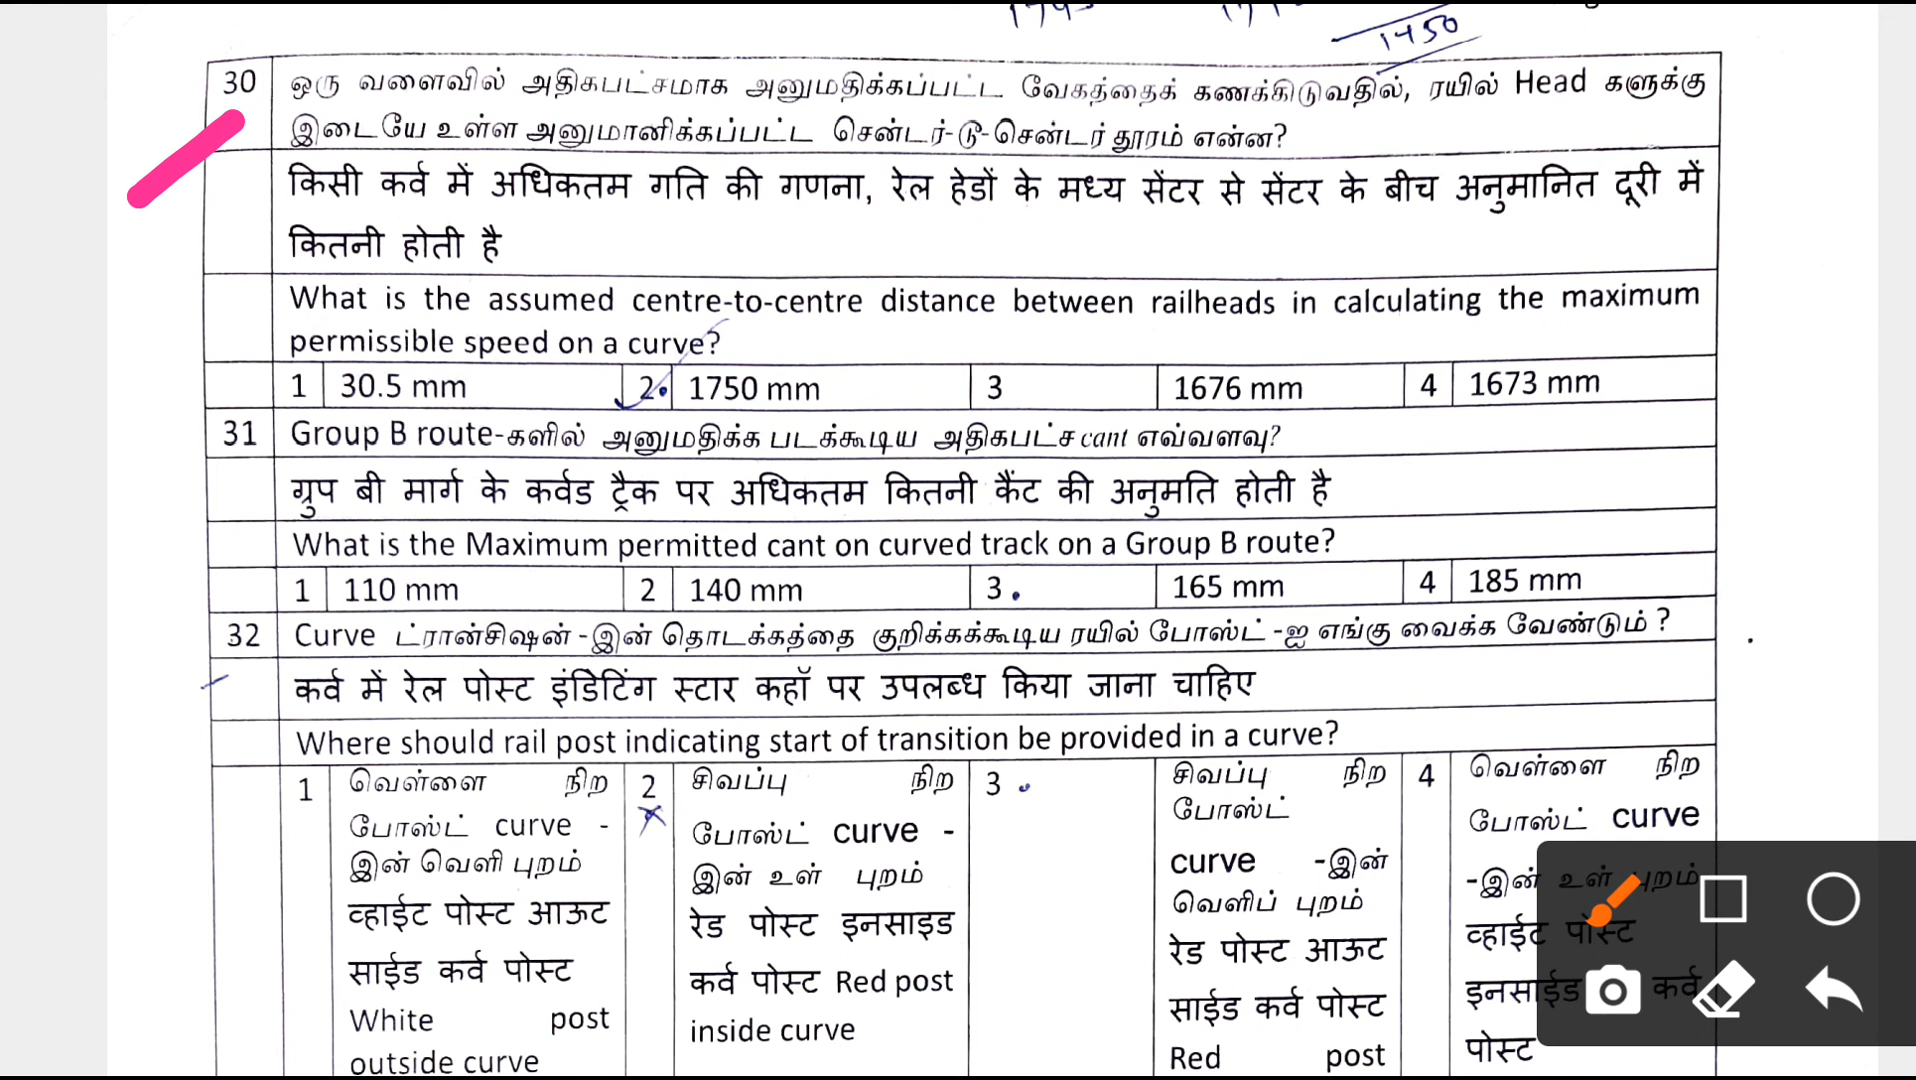 1450
30 ஒரு வளைவில் அதிகபட்சமாக அனுமதிக்கப்பட்ட வேகத்தைக் கணக்கிடுவதில், ரயில் Head களுக்கு
இடையே உள்ள அனுமானிக்கப்பட்ட சென்டர்-டு-சென்டர் தூரம் என்ன?
किसी कर्व में अधिकतम गति की गणना, रेल हेडों के मध्य सेंटर से सेंटर के बीच अनुमानित दूरी में
कितनी होती है
What is the assumed centre-to-centre distance between railheads in calculating the maximum
permissible speed on a curve?
1 30.5 mm 2. 1750 mm 3 1676 mm 4 1673 mm
31 Group B route-களில் அனுமதிக்க படக்கூடிய அதிகபட்ச cant எவ்வளவு?
ग्रुप बी मार्ग के कर्वड ट्रैक पर अधिकतम कितनी कैंट की अनुमति होती है
What is the Maximum permitted cant on curved track on a Group B route?
1 110 mm 2 140 mm 3. 165 mm 4 185 mm
32 Curve ட்ரான்சிஷன் -இன் தொடக்கத்தை குறிக்கக்கூடிய ரயில் போஸ்ட் -ஐ எங்கு வைக்க வேண்டும் ?
कर्व में रेल पोस्ट इंडिेटिंग स्टार कहॉ पर उपलब्ध किया जाना चाहिए
Where should rail post indicating start of transition be provided in a curve?
1 வெள்ளை நிற
போஸ்ட் curve -
இன் வெளி புறம்
व्हाईट पोस्ट आऊट
साईड कर्व पोस्ट
White post
outside curve
2 சிவப்பு நிற
போஸ்ட் curve -
இன் உள் புறம்
रेड पोस्ट इनसाइड
कर्व पोस्ट Red post
inside curve
3 . சிவப்பு நிற
போஸ்ட்
curve -இன்
வெளிப் புறம்
रेड पोस्ट आऊट
साईड कर्व पोस्ट
Red post
4 வெள்ளை நிற
போஸ்ட் curve
-இன் உள் புறம்
व्हाईट पोस्ट
इनसाईड कर्व
पोस्ट